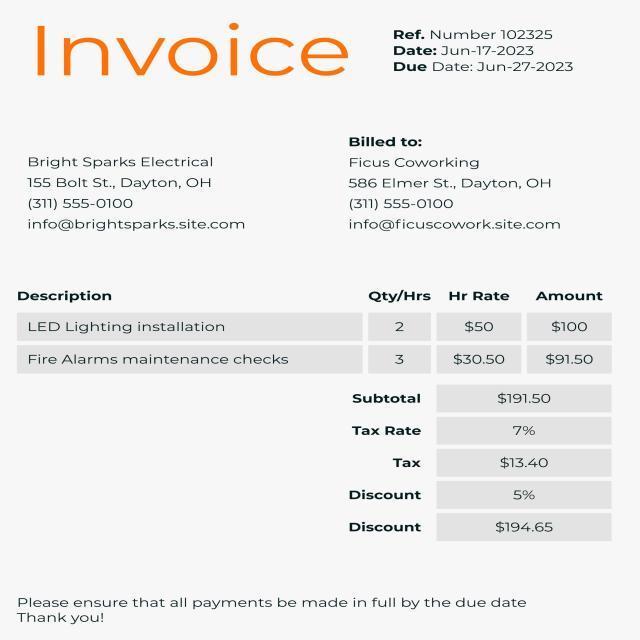 Invoice
Ref. Number 102325
Date: Jun-17-2023
Due Date: Jun-27-2023
Bright Sparks Electrical
155 Bolt St., Dayton, OH
(311) 555-0100
info@brightsparks.site.com
Billed to:
Ficus Coworking
586 Elmer St., Dayton, OH
(311) 555-0100
info@ficuscowork.site.com
Description Qty/Hrs Hr Rate Amount
LED Lighting installation 2 $50 $100
Fire Alarms maintenance checks 3 $30.50 $91.50
Subtotal $191.50
Tax Rate 7%
Tax $13.40
Discount 5%
Discount $194.65
Please ensure that all payments be made in full by the due date
Thank you!